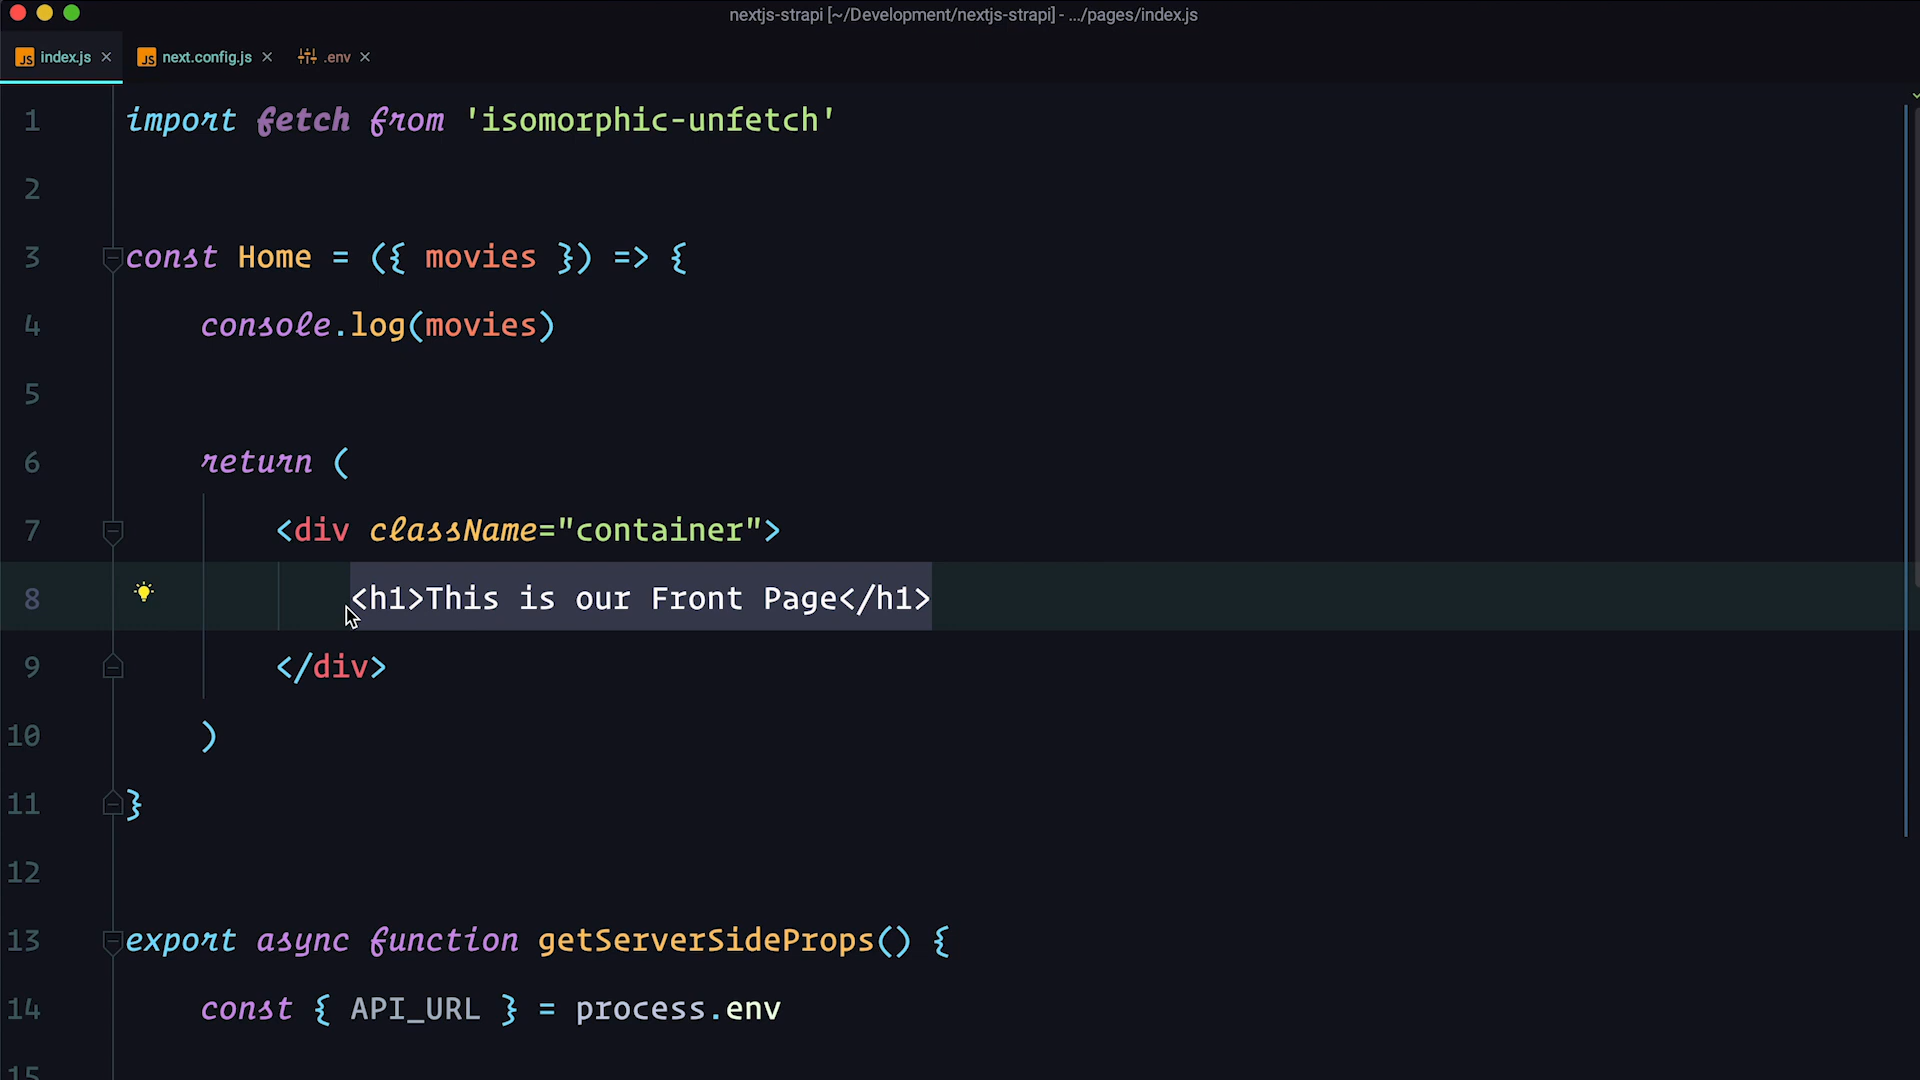 nextjs-strapi [~/Development/nextjs-strapi] - .../pages/index.js
index.js next.config.js .env
1 import fetch from 'isomorphic-unfetch'
2
3 const Home = ({ movies }) => {
4 console.log(movies)
5
6 return (
7 <div className="container">
8 <h1>This is our Front Page</h1>
9 </div>
10 )
11 }
12
13 export async function getServerSideProps() {
14 const { API_URL } = process.env
15